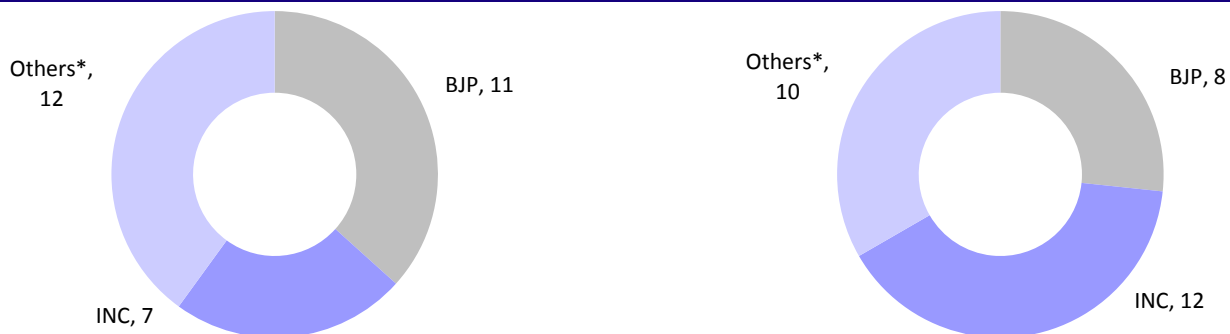 Others*,
12
BJP, 11
INC, 7
Others*,
10
BJP, 8
INC, 12